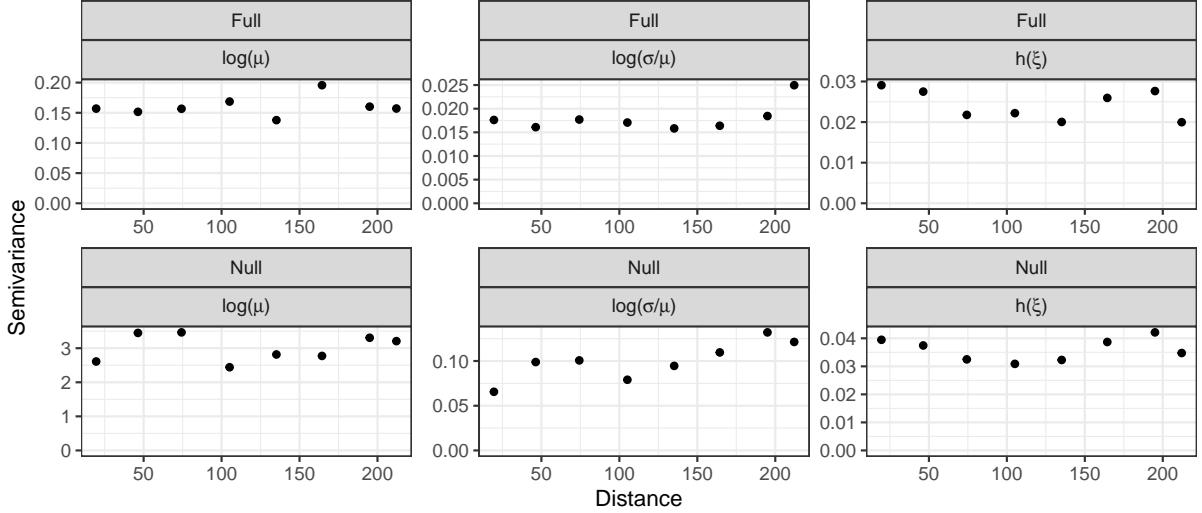 Full Full Full
log(μ) log(σ/μ) h(ξ)
0.20 0.025 0.03
0.15 0.020 0.02
0.10 0.015
0.05 0.010 0.01
0.005
0.00 0.000 0.00
50 100 150 200 50 100 150 200 50 100 150 200
Semivariance
Null Null Null
log(μ) log(σ/μ) h(ξ)
3 0.10 0.04
0.03
2 0.05 0.02
1 0.01
0 0.00 0.00
50 100 150 200 50 100 150 200 50 100 150 200
Distance